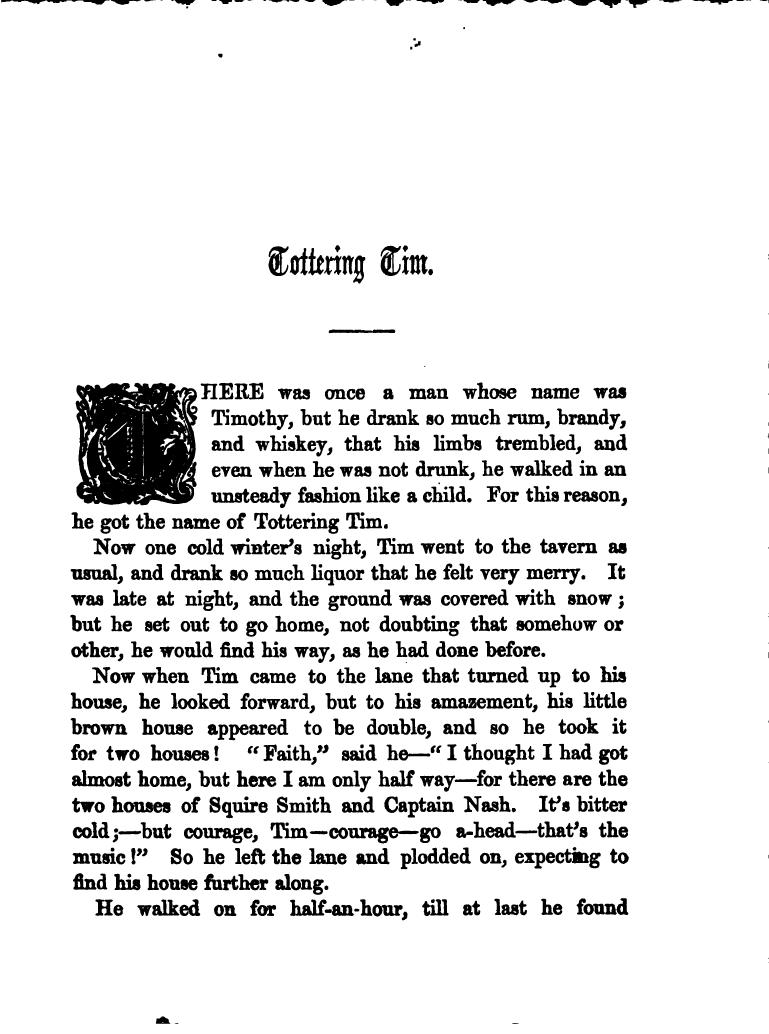 Tottering Tim.
THERE was once a man whose name was
Timothy, but he drank so much rum, brandy,
and whiskey, that his limbs trembled, and
even when he was not drunk, he walked in an
unsteady fashion like a child. For this reason,
he got the name of Tottering Tim.
Now one cold winter's night, Tim went to the tavern as
usual, and drank so much liquor that he felt very merry. It
was late at night, and the ground was covered with snow;
but he set out to go home, not doubting that somehow or
other, he would find his way, as he had done before.
Now when Tim came to the lane that turned up to his
house, he looked forward, but to his amazement, his little
brown house appeared to be double, and so he took it
for two houses! "Faith," said he—"I thought I had got
almost home, but here I am only half way—for there are the
two houses of Squire Smith and Captain Nash. It's bitter
cold;—but courage, Tim—courage—go a-head—that's the
music!" So he left the lane and plodded on, expecting to
find his house further along.
He walked on for half-an-hour, till at last he found